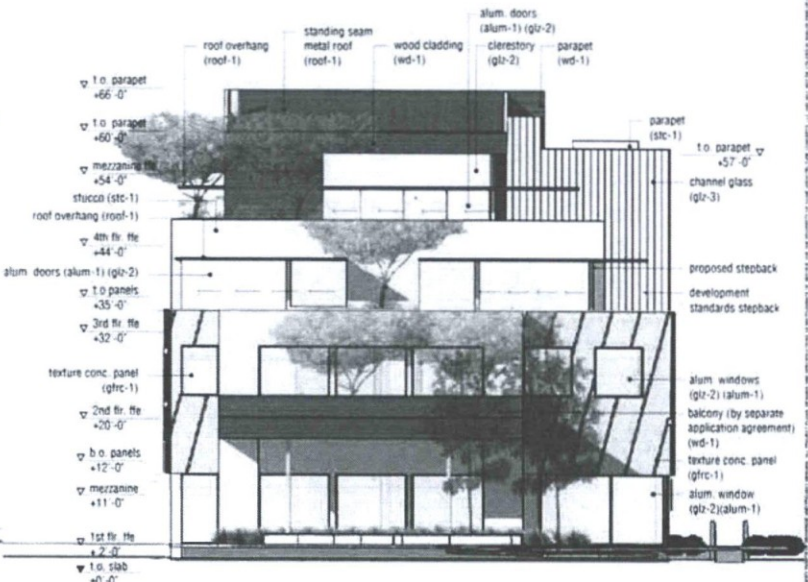 alum. doors
(alum-1) (glz-2)
standing seam
metal roof
(roof-1)
roof overhang
(roof-1)
wood cladding
(wd-1)
clerestory
(glz-2)
parapet
(wd-1)
t.o. parapet
+66'-0"
t.o. parapet
+60'-0"
mezzanine ffe
+54'-0"
stucco (stc-1)
roof overhang (roof-1)
4th flr. ffe
+44'-0"
alum. doors (alum-1) (glz-2)
t.o panels
+35'-0"
3rd flr. ffe
+32'-0"
texture conc. panel
(gfrc-1)
2nd flr. ffe
+20'-0"
b.o. panels
+12'-0"
mezzanine
+11'-0"
1st flr. ffe
+.2'-0"
t.o. slab
+0'-0"
parapet
(stc-1)
t.o. parapet
+57'-0"
channel glass
(glz-3)
proposed stepback
development
standards stepback
alum. windows
(glz-2) (alum-1)
balcony (by separate
application agreement)
(wd-1)
texture conc. panel
(gfrc-1)
alum. window
(glz-2)(alum-1)